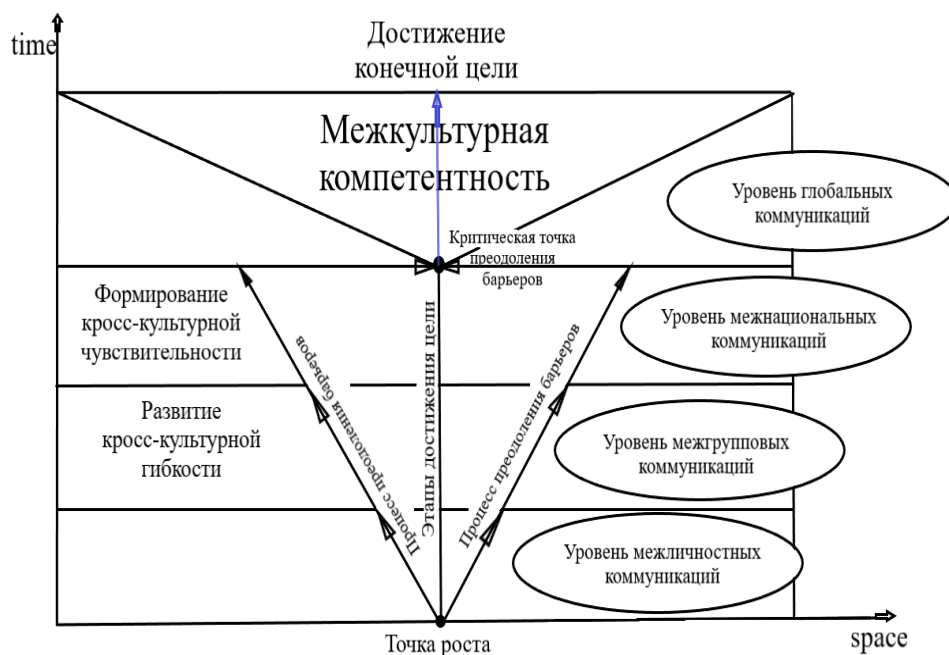 time
Достижение
конечной цели
Межкультурная
компетентность
Уровень глобальных
коммуникаций
Критическая точка
преодоления
барьеров
Формирование
кросс-культурной
чувствительности
Уровень межнациональных
коммуникаций
Процесс преодоления барьеров
Этапы достижения цели
Процесс преодоления барьеров
Развитие
кросс-культурной
гибкости
Уровень межгрупповых
коммуникаций
Уровень межличностных
коммуникаций
Точка роста
space